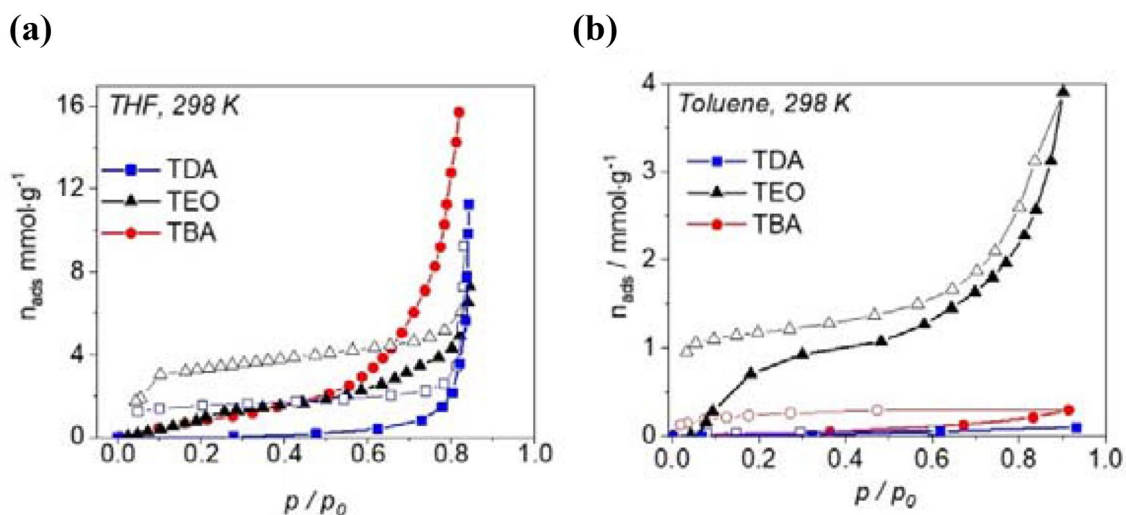 (a)
(b)
THF, 298 K
TDA
TEO
TBA
n_ads mmol·g⁻¹
16
12
8
4
0
0.0 0.2 0.4 0.6 0.8 1.0
p / p₀
Toluene, 298 K
TDA
TEO
TBA
n_ads / mmol·g⁻¹
4
3
2
1
0
0.0 0.2 0.4 0.6 0.8 1.0
p / p₀